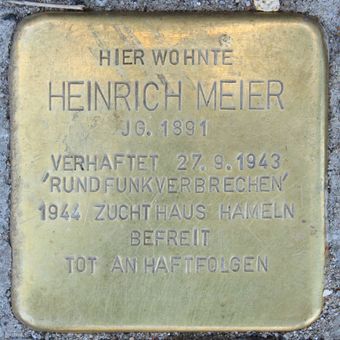 HIER WOHNTE
HEINRICH MEIER
JG. 1891
VERHAFTET 27.9.1943
'RUNDFUNKVERBRECHEN'
1944 ZUCHTHAUS HAMELN
BEFREIT
TOT AN HAFTFOLGEN